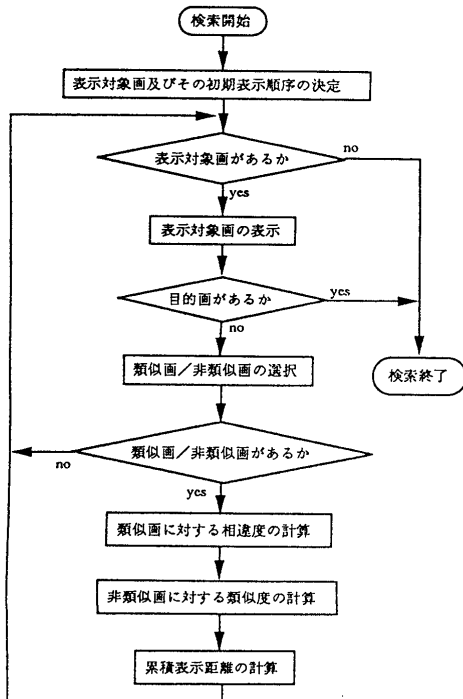 検索開始
表示対象画及びその初期表示順序の決定
表示対象画があるか
no
yes
表示対象画の表示
目的画があるか
yes
no
類似画/非類似画の選択
検索終了
類似画/非類似画があるか
no
yes
類似画に対する相違度の計算
非類似画に対する類似度の計算
累積表示距離の計算